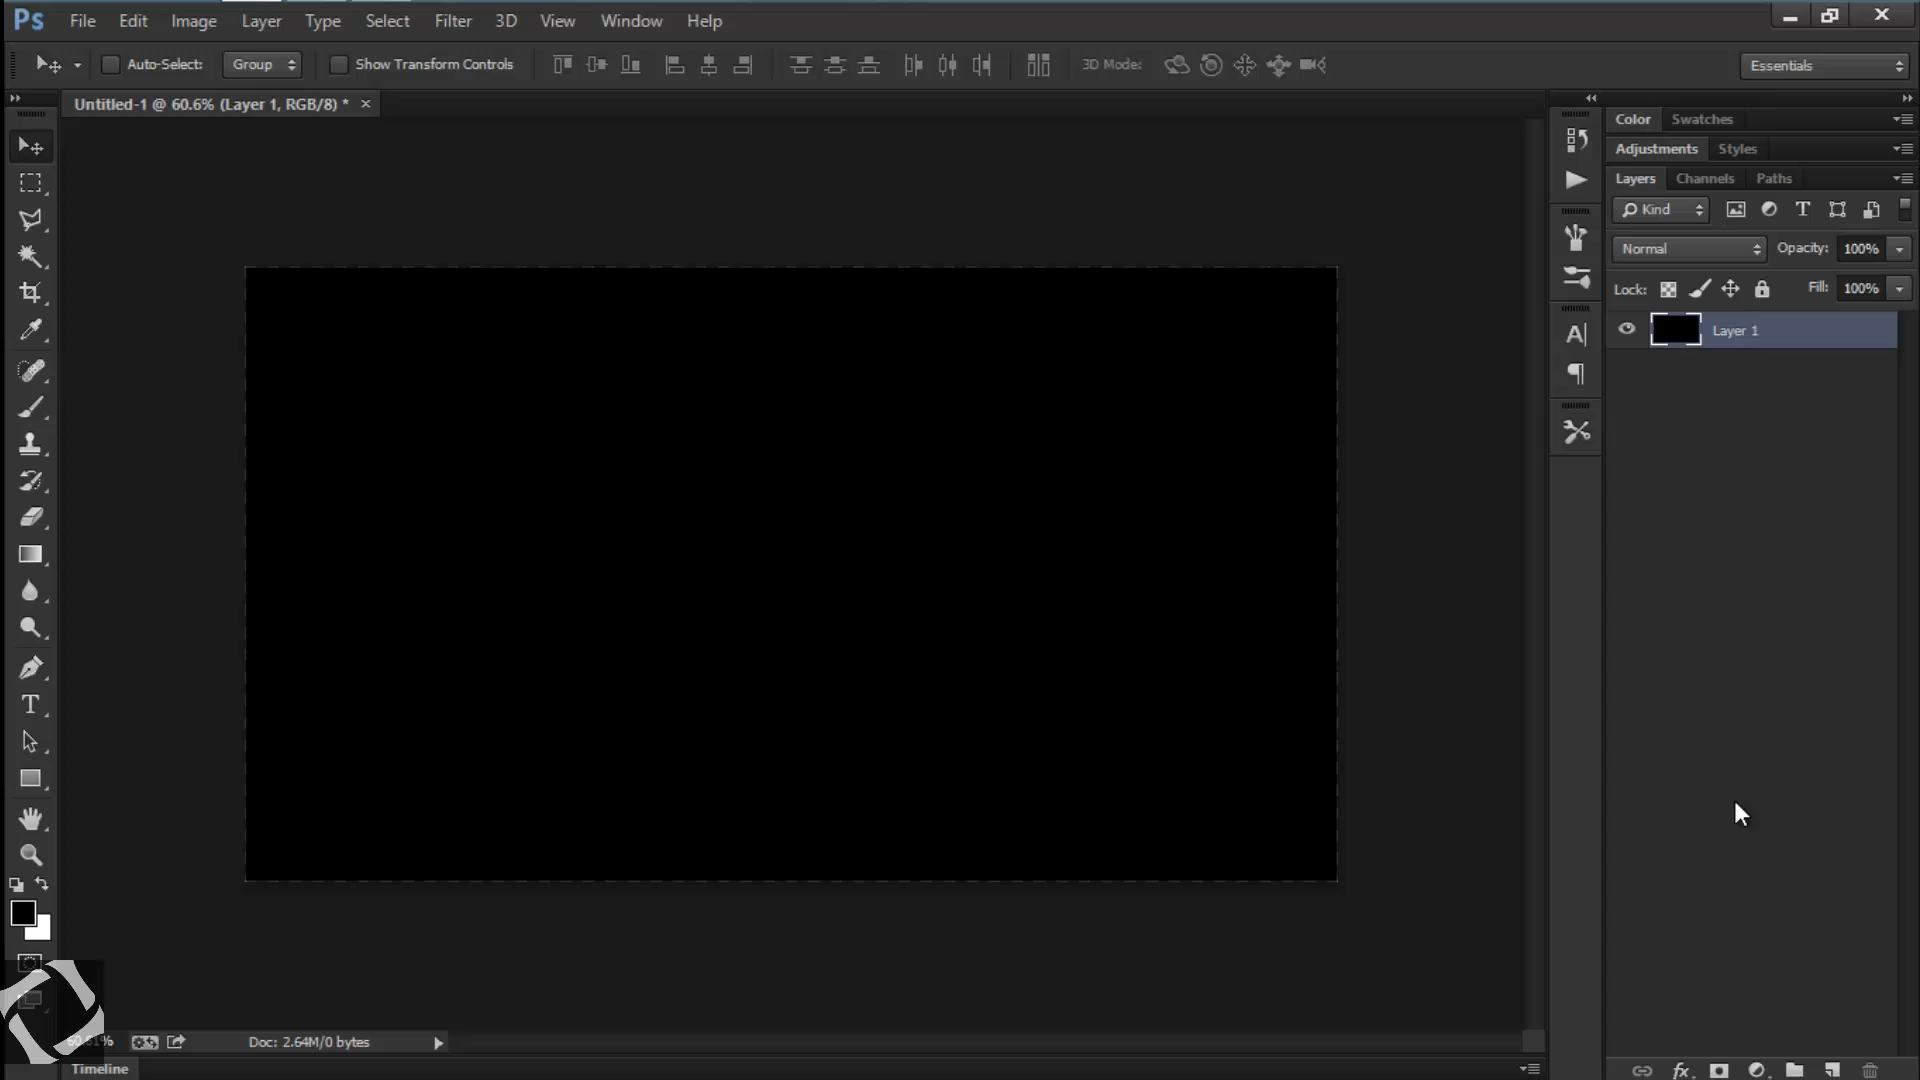 Ps File Edit Image Layer Type Select Filter 3D View Window Help
Auto-Select: Group Show Transform Controls 3D Mode: Essentials
Untitled-1 @ 60.6% (Layer 1, RGB/8) * ×
Color Swatches
Adjustments Styles
Layers Channels Paths
Kind
Normal Opacity: 100%
Lock: Fill: 100%
Layer 1
Doc: 2.64M/0 bytes
Timeline